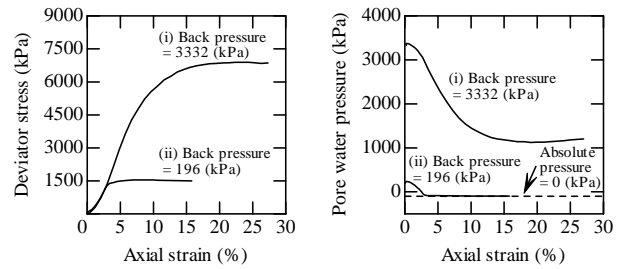 Deviator stress (kPa)
9000
7500
6000
4500
3000
1500
0
0 5 10 15 20 25 30
Axial strain (%)
(i) Back pressure
= 3332 (kPa)
(ii) Back pressure
= 196 (kPa)
Pore water pressure (kPa)
4000
3000
2000
1000
0
0 5 10 15 20 25 30
Axial strain (%)
(i) Back pressure
= 3332 (kPa)
(ii) Back pressure
= 196 (kPa)
Absolute
pressure
= 0 (kPa)